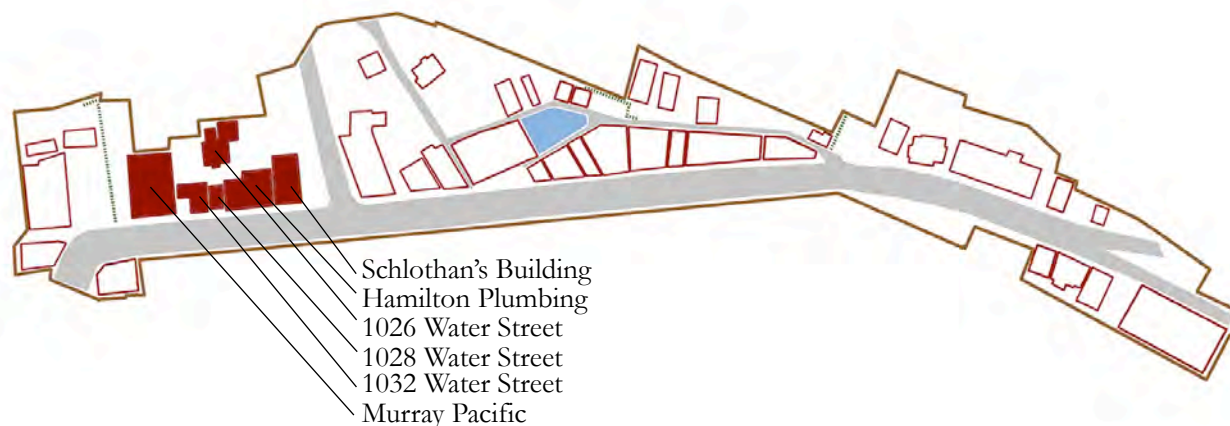 Schlothan's Building
Hamilton Plumbing
1026 Water Street
1028 Water Street
1032 Water Street
Murray Pacific